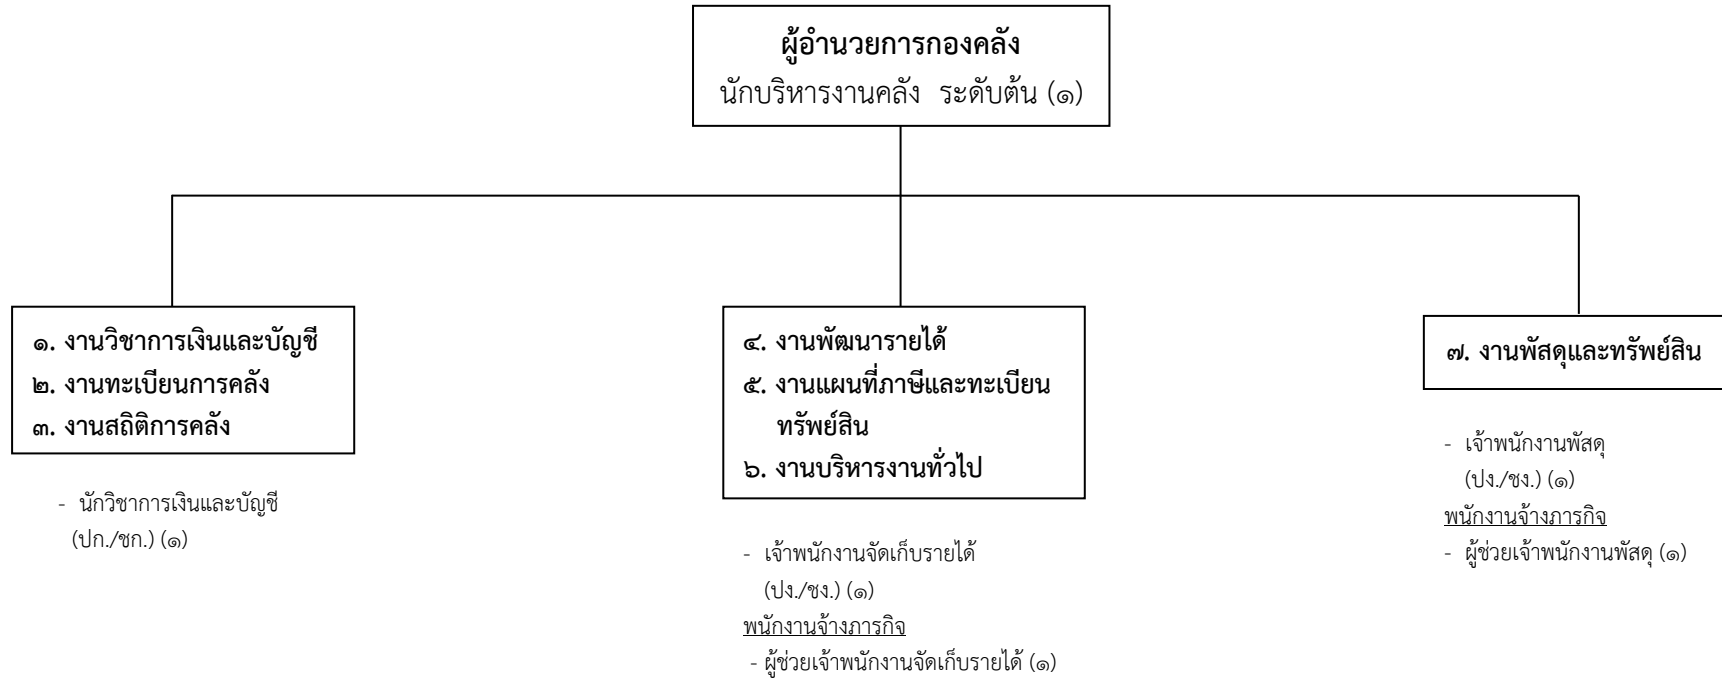 ผู้อำนวยการกองคลัง
นักบริหารงานคลัง ระดับต้น (๑)
๑. งานวิชาการเงินและบัญชี
๒. งานทะเบียนการคลัง
๓. งานสถิติการคลัง
- นักวิชาการเงินและบัญชี
(ปก./ชก.) (๑)
๔. งานพัฒนารายได้
๕. งานแผนที่ภาษีและทะเบียน
ทรัพย์สิน
๖. งานบริหารงานทั่วไป
- เจ้าพนักงานจัดเก็บรายได้
(ปง./ชง.) (๑)
พนักงานจ้างภารกิจ
- ผู้ช่วยเจ้าพนักงานจัดเก็บรายได้ (๑)
๗. งานพัสดุและทรัพย์สิน
- เจ้าพนักงานพัสดุ
(ปง./ชง.) (๑)
พนักงานจ้างภารกิจ
- ผู้ช่วยเจ้าพนักงานพัสดุ (๑)